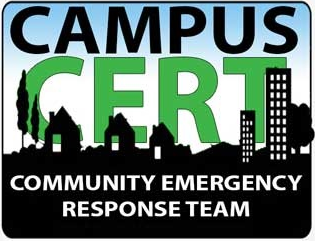 CAMPUS
CERT
COMMUNITY EMERGENCY
RESPONSE TEAM